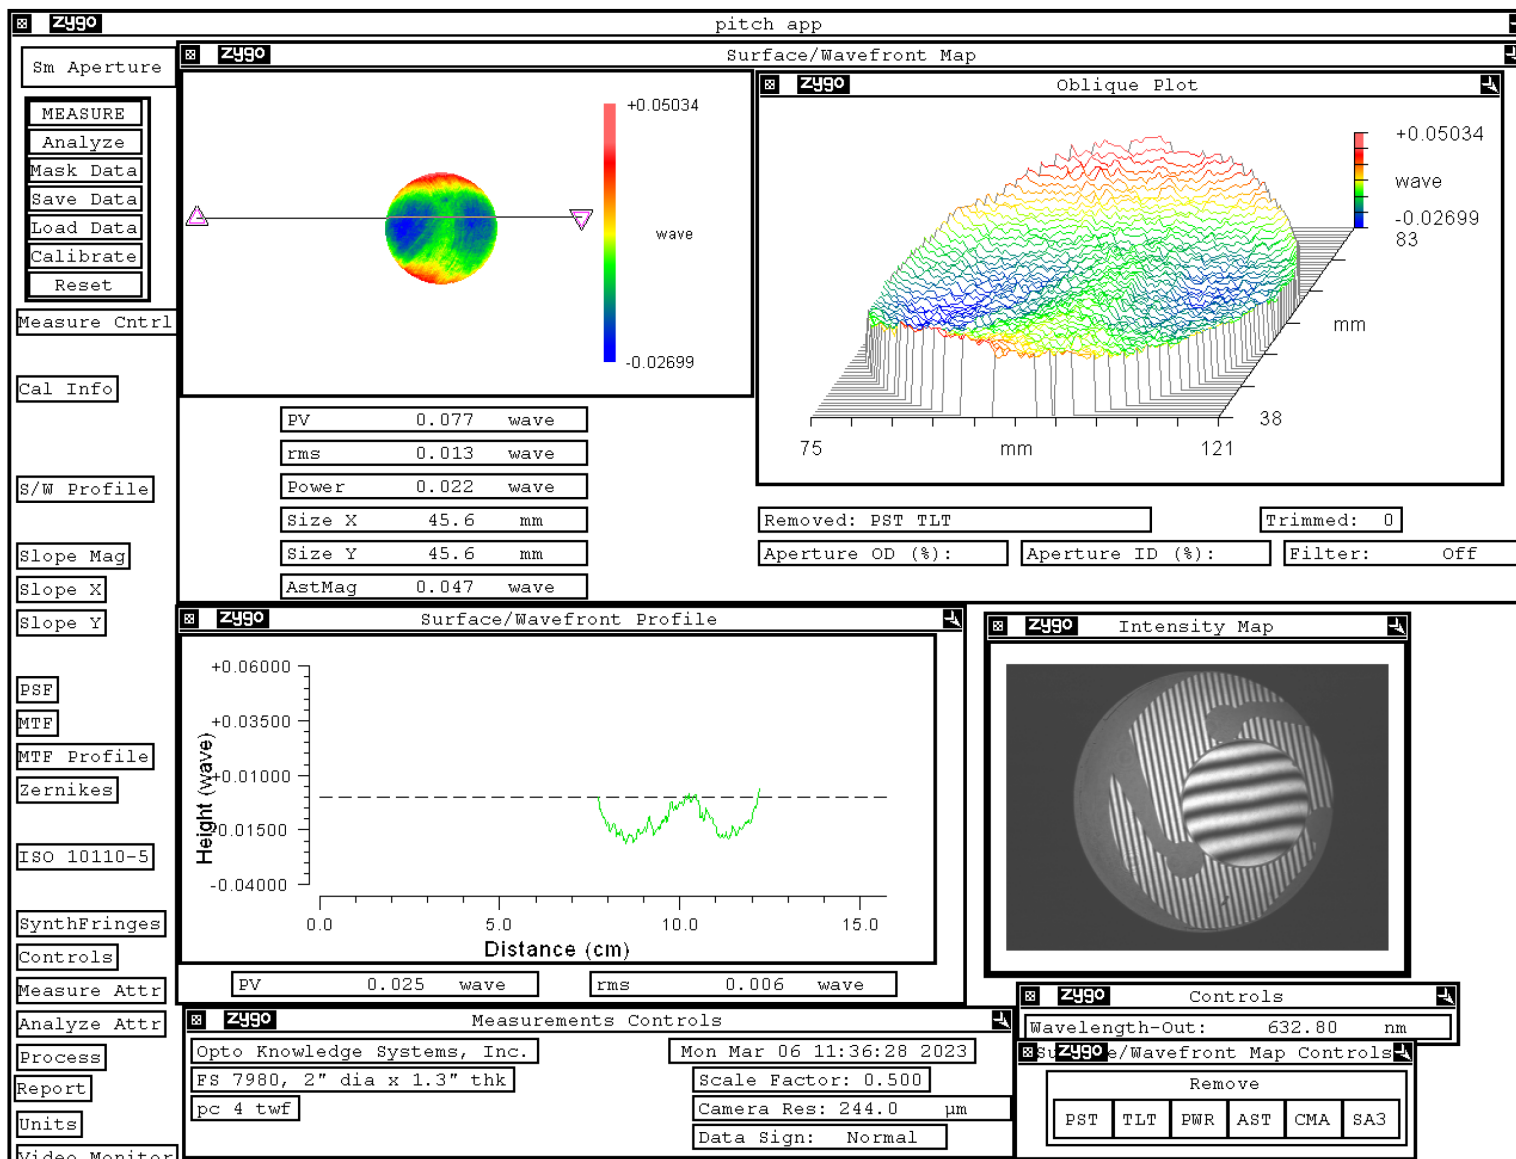 zygo pitch app
Sm Aperture
MEASURE
Analyze
Mask Data
Save Data
Load Data
Calibrate
Reset
Measure Cntrl
Cal Info
S/W Profile
Slope Mag
Slope X
Slope Y
PSF
MTF
MTF Profile
Zernikes
ISO 10110-5
SynthFringes
Controls
Measure Attr
Analyze Attr
Process
Report
Units
Video Monitor
zygo Surface/Wavefront Map
+0.05034
wave
-0.02699
zygo Oblique Plot
+0.05034
wave
-0.02699
83
mm
38
75 mm 121
PV 0.077 wave
rms 0.013 wave
Power 0.022 wave
Size X 45.6 mm
Size Y 45.6 mm
AstMag 0.047 wave
Removed: PST TLT
Trimmed: 0
Aperture OD (%):
Aperture ID (%):
Filter: Off
zygo Surface/Wavefront Profile
+0.06000
+0.03500
+0.01000
-0.01500
-0.04000
Height (wave)
0.0 5.0 10.0 15.0
Distance (cm)
PV 0.025 wave
rms 0.006 wave
zygo Intensity Map
zygo Measurements Controls
Opto Knowledge Systems, Inc.
Mon Mar 06 11:36:28 2023
FS 7980, 2" dia x 1.3" thk
Scale Factor: 0.500
pc 4 twf
Camera Res: 244.0 µm
Data Sign: Normal
zygo Controls
Wavelength-Out: 632.80 nm
zygo e/Wavefront Map Controls
Remove
PST TLT PWR AST CMA SA3